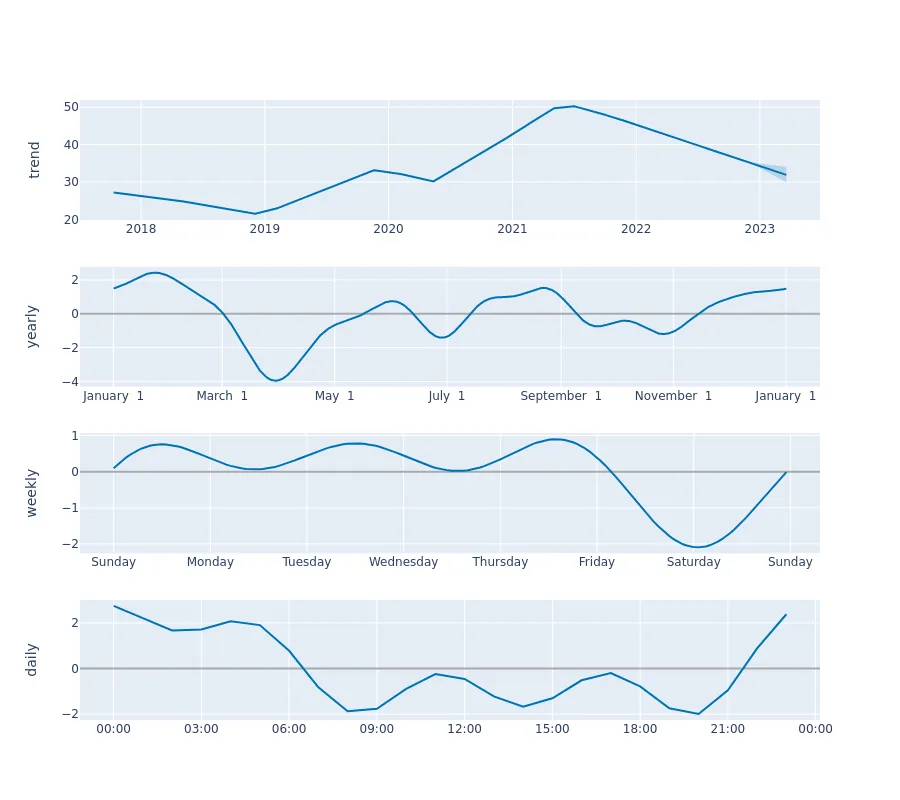 trend
50
40
30
20
2018 2019 2020 2021 2022 2023
yearly
2
0
−2
−4
January 1 March 1 May 1 July 1 September 1 November 1 January 1
weekly
1
0
−1
−2
Sunday Monday Tuesday Wednesday Thursday Friday Saturday Sunday
daily
2
0
−2
00:00 03:00 06:00 09:00 12:00 15:00 18:00 21:00 00:00